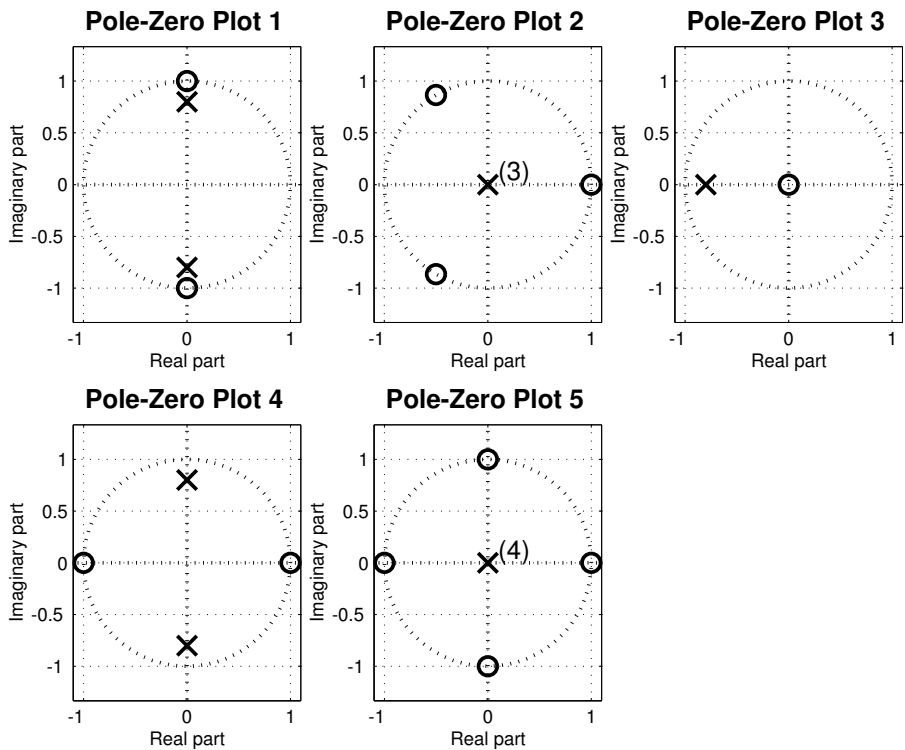 Pole-Zero Plot 1
1
0.5
0
-0.5
-1
Imaginary part
-1 0 1
Real part
Pole-Zero Plot 2
1
0.5
0
-0.5
-1
Imaginary part
(3)
-1 0 1
Real part
Pole-Zero Plot 3
1
0.5
0
-0.5
-1
Imaginary part
-1 0 1
Real part
Pole-Zero Plot 4
1
0.5
0
-0.5
-1
Imaginary part
-1 0 1
Real part
Pole-Zero Plot 5
1
0.5
0
-0.5
-1
Imaginary part
(4)
-1 0 1
Real part